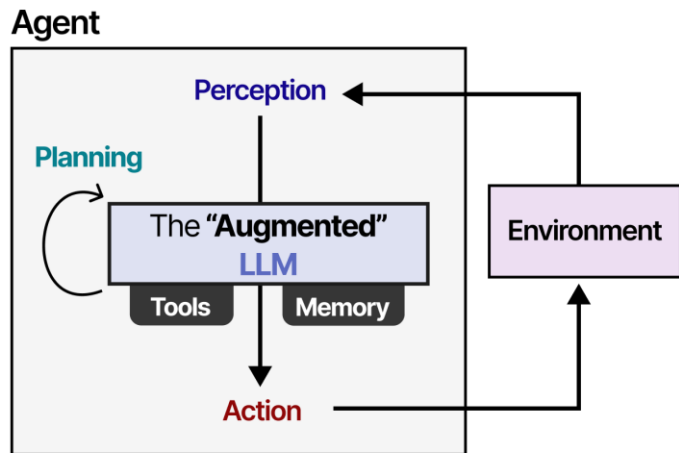 Agent
Perception
Planning
The “Augmented”
LLM
Tools
Memory
Action
Environment